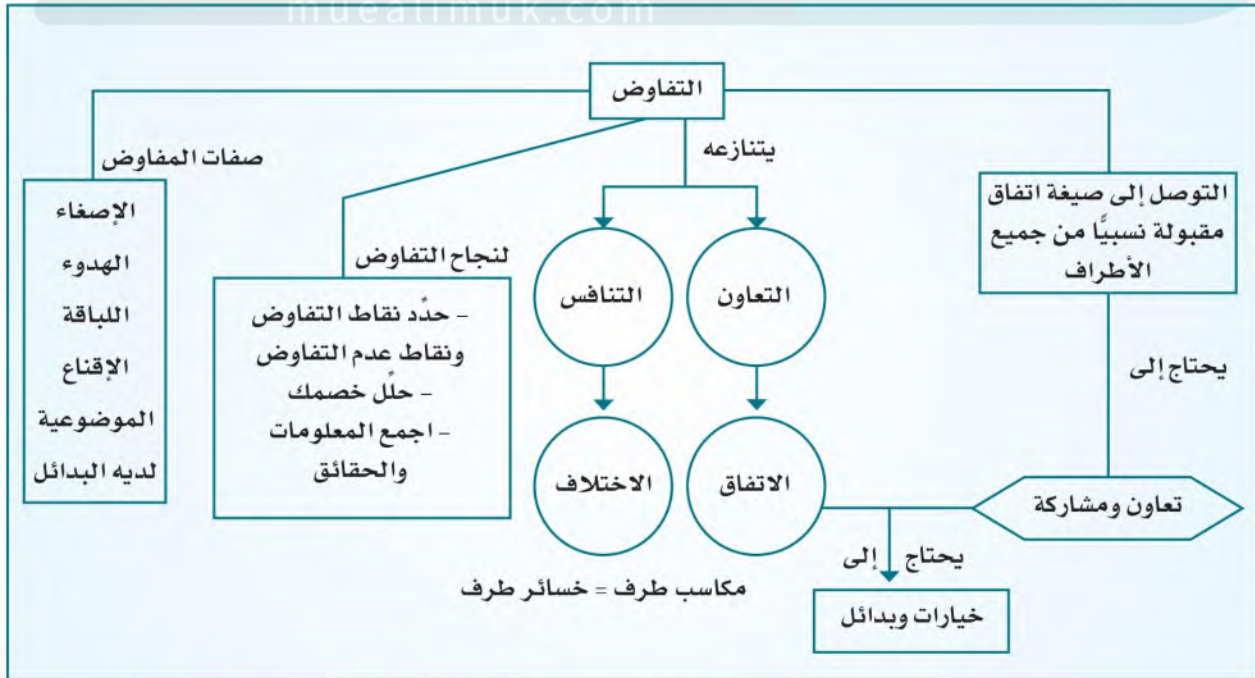 muealimuk.com
التفاوض
يتنازعه
صفات المفاوض
الإصغاء
الهدوء
اللباقة
الإقناع
الموضوعية
لديه البدائل
لنجاح التفاوض
– حدِّد نقاط التفاوض
ونقاط عدم التفاوض
– حلِّل خصمك
– اجمع المعلومات
والحقائق
التنافس
التعاون
الاختلاف
الاتفاق
التوصل إلى صيغة اتفاق
مقبولة نسبيًّا من جميع
الأطراف
يحتاج إلى
تعاون ومشاركة
يحتاج إلى
خيارات وبدائل
مكاسب طرف = خسائر طرف